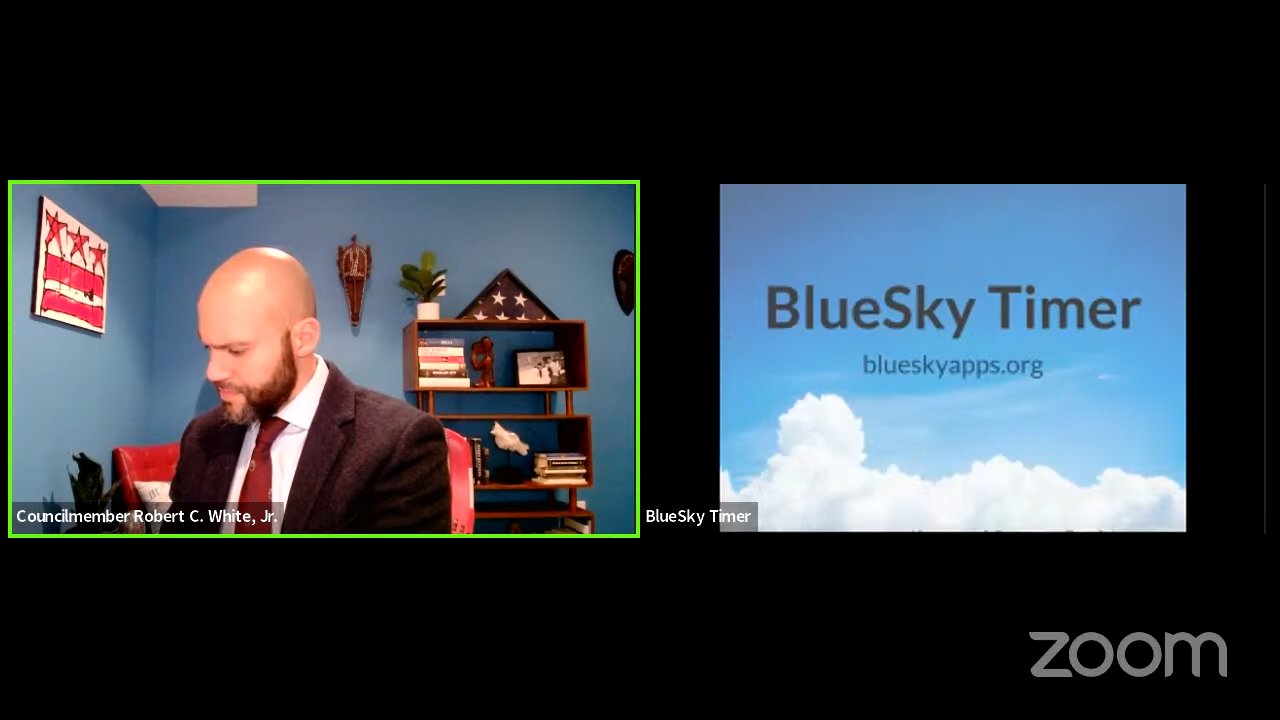 BlueSky Timer
blueskyapps.org
Councilmember Robert C. White, Jr.
BlueSky Timer
zoom